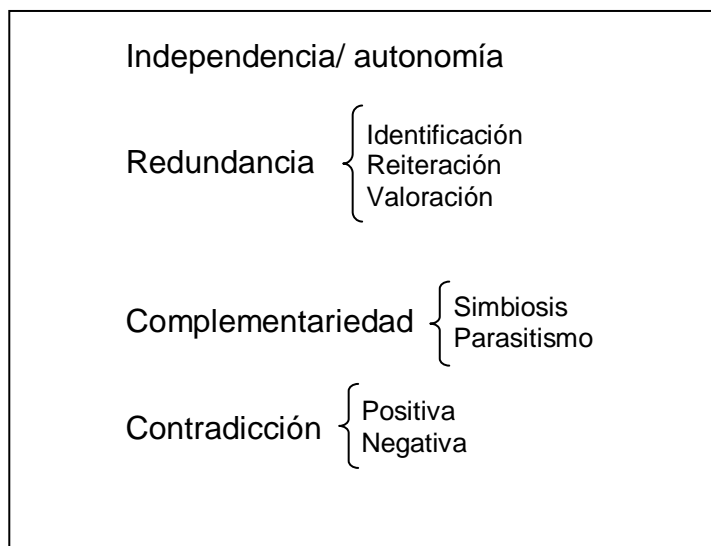 Independencia/ autonomía
Redundancia
Identificación
Reiteración
Valoración
Complementariedad
Simbiosis
Parasitismo
Contradicción
Positiva
Negativa